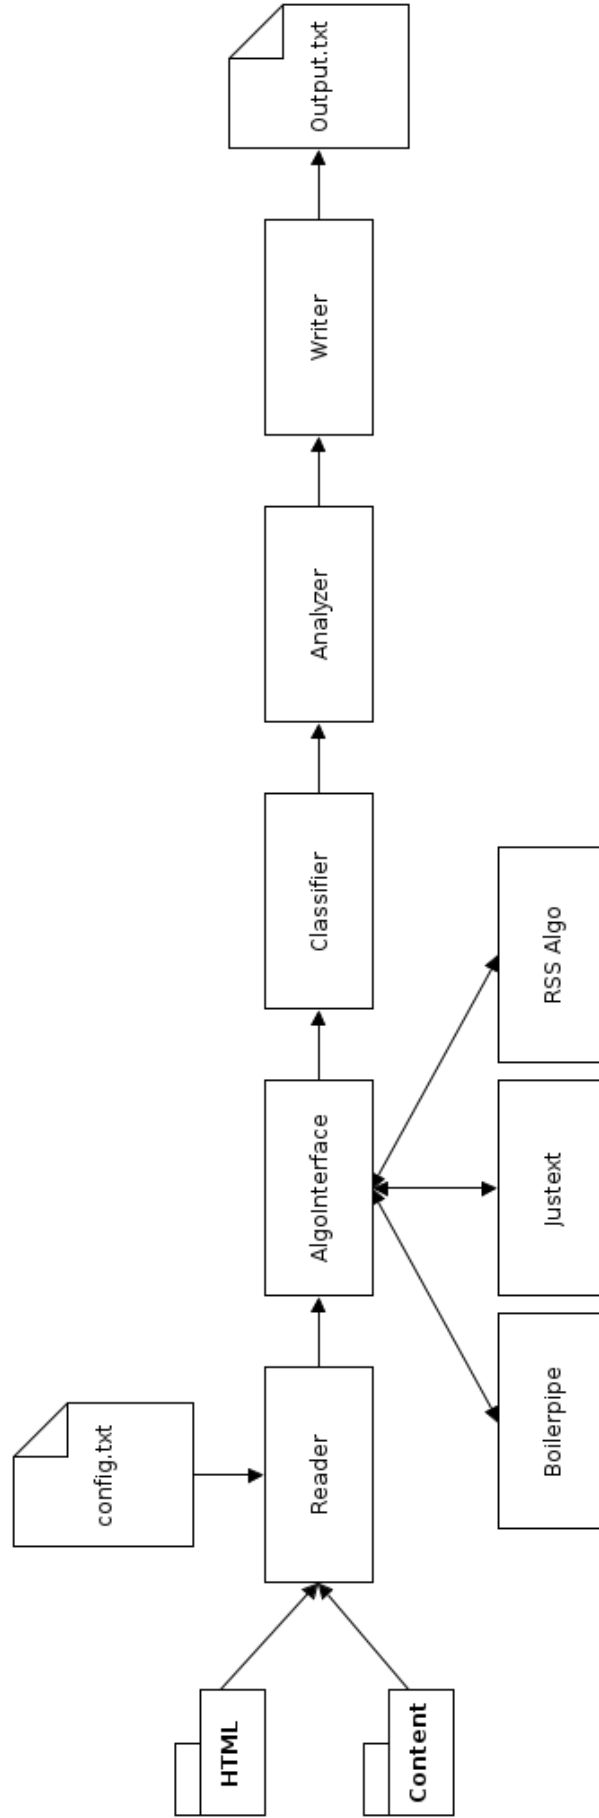 HTML
Content
config.txt
Reader
AlgoInterface
Boilerpipe
Justext
RSS Algo
Classifier
Analyzer
Writer
Output.txt